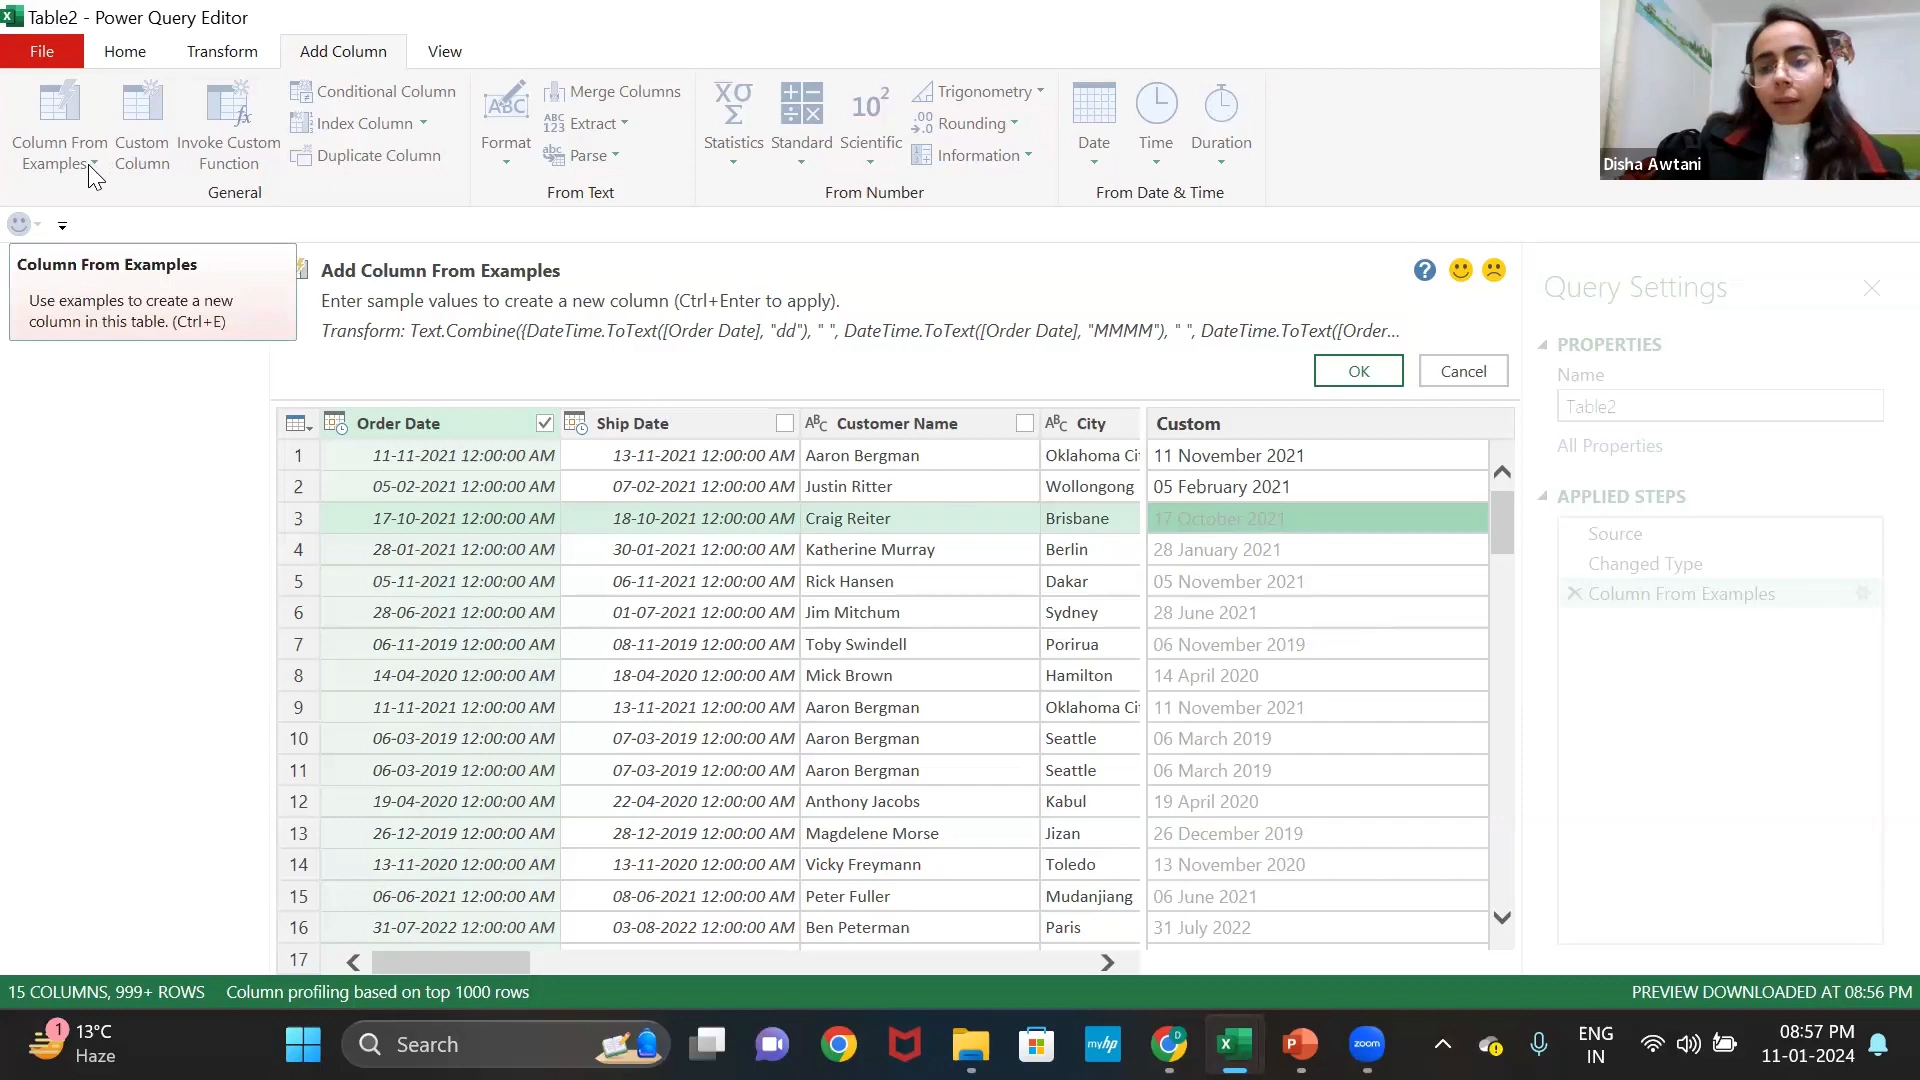 Table2 - Power Query Editor
File Home Transform Add Column View
Column From Examples
Custom Column
Invoke Custom Function
Conditional Column
Index Column
Duplicate Column
General
ABC
Format
Merge Columns
ABC 123 Extract
abc Parse
From Text
Χσ Σ
Statistics
Standard
10²
Scientific
Trigonometry
.00 →.0 Rounding
Information
From Number
Date
Time
Duration
From Date & Time
Disha Awtani
Column From Examples
Use examples to create a new
column in this table. (Ctrl+E)
Add Column From Examples
Enter sample values to create a new column (Ctrl+Enter to apply).
Transform: Text.Combine({DateTime.ToText([Order Date], "dd"), " ", DateTime.ToText([Order Date], "MMMM"), " ", DateTime.ToText([Order...
OK Cancel
Order Date Ship Date ABC Customer Name ABC City Custom
1 11-11-2021 12:00:00 AM 13-11-2021 12:00:00 AM Aaron Bergman Oklahoma Cit 11 November 2021
2 05-02-2021 12:00:00 AM 07-02-2021 12:00:00 AM Justin Ritter Wollongong 05 February 2021
3 17-10-2021 12:00:00 AM 18-10-2021 12:00:00 AM Craig Reiter Brisbane 17 October 2021
4 28-01-2021 12:00:00 AM 30-01-2021 12:00:00 AM Katherine Murray Berlin 28 January 2021
5 05-11-2021 12:00:00 AM 06-11-2021 12:00:00 AM Rick Hansen Dakar 05 November 2021
6 28-06-2021 12:00:00 AM 01-07-2021 12:00:00 AM Jim Mitchum Sydney 28 June 2021
7 06-11-2019 12:00:00 AM 08-11-2019 12:00:00 AM Toby Swindell Porirua 06 November 2019
8 14-04-2020 12:00:00 AM 18-04-2020 12:00:00 AM Mick Brown Hamilton 14 April 2020
9 11-11-2021 12:00:00 AM 13-11-2021 12:00:00 AM Aaron Bergman Oklahoma Cit 11 November 2021
10 06-03-2019 12:00:00 AM 07-03-2019 12:00:00 AM Aaron Bergman Seattle 06 March 2019
11 06-03-2019 12:00:00 AM 07-03-2019 12:00:00 AM Aaron Bergman Seattle 06 March 2019
12 19-04-2020 12:00:00 AM 22-04-2020 12:00:00 AM Anthony Jacobs Kabul 19 April 2020
13 26-12-2019 12:00:00 AM 28-12-2019 12:00:00 AM Magdelene Morse Jizan 26 December 2019
14 13-11-2020 12:00:00 AM 13-11-2020 12:00:00 AM Vicky Freymann Toledo 13 November 2020
15 06-06-2021 12:00:00 AM 08-06-2021 12:00:00 AM Peter Fuller Mudanjiang 06 June 2021
16 31-07-2022 12:00:00 AM 03-08-2022 12:00:00 AM Ben Peterman Paris 31 July 2022
17
Query Settings
PROPERTIES
Name
Table2
All Properties
APPLIED STEPS
Source
Changed Type
Column From Examples
15 COLUMNS, 999+ ROWS Column profiling based on top 1000 rows PREVIEW DOWNLOADED AT 08:56 PM
1 13°C
Haze
Search
myhp
zoom
ENG
IN
08:57 PM
11-01-2024